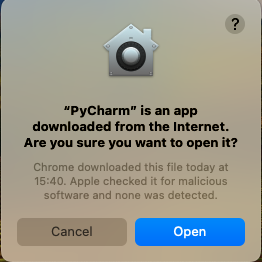 ?
“PyCharm” is an app
downloaded from the Internet.
Are you sure you want to open it?
Chrome downloaded this file today at
15:40. Apple checked it for malicious
software and none was detected.
Cancel
Open